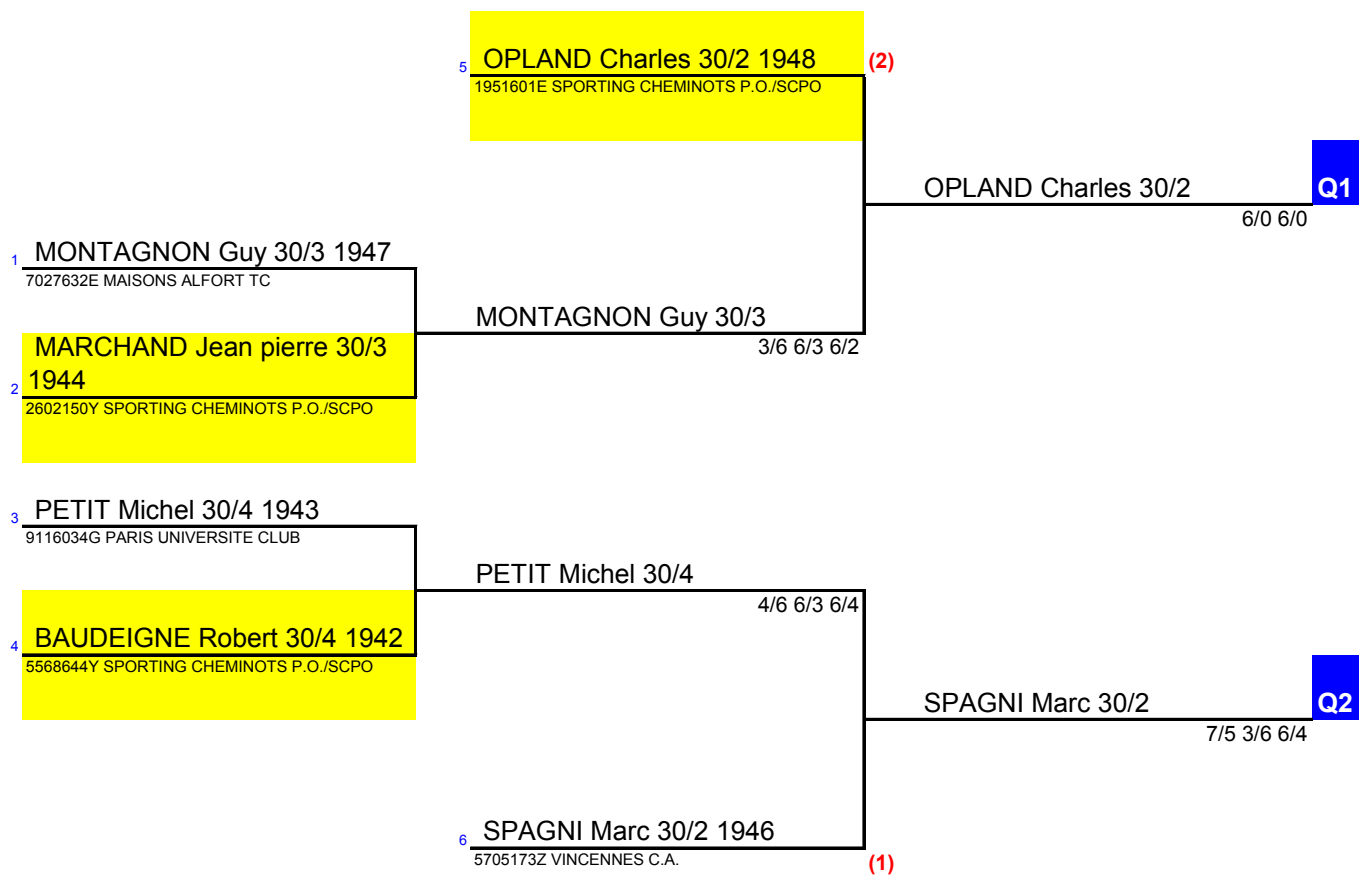 5 OPLAND Charles 30/2 1948 (2)
1951601E SPORTING CHEMINOTS P.O./SCPO
OPLAND Charles 30/2 Q1
6/0 6/0
1 MONTAGNON Guy 30/3 1947
7027632E MAISONS ALFORT TC
MONTAGNON Guy 30/3
3/6 6/3 6/2
MARCHAND Jean pierre 30/3
2 1944
2602150Y SPORTING CHEMINOTS P.O./SCPO
3 PETIT Michel 30/4 1943
9116034G PARIS UNIVERSITE CLUB
PETIT Michel 30/4
4/6 6/3 6/4
4 BAUDEIGNE Robert 30/4 1942
5568644Y SPORTING CHEMINOTS P.O./SCPO
SPAGNI Marc 30/2 Q2
7/5 3/6 6/4
6 SPAGNI Marc 30/2 1946
5705173Z VINCENNES C.A.
(1)